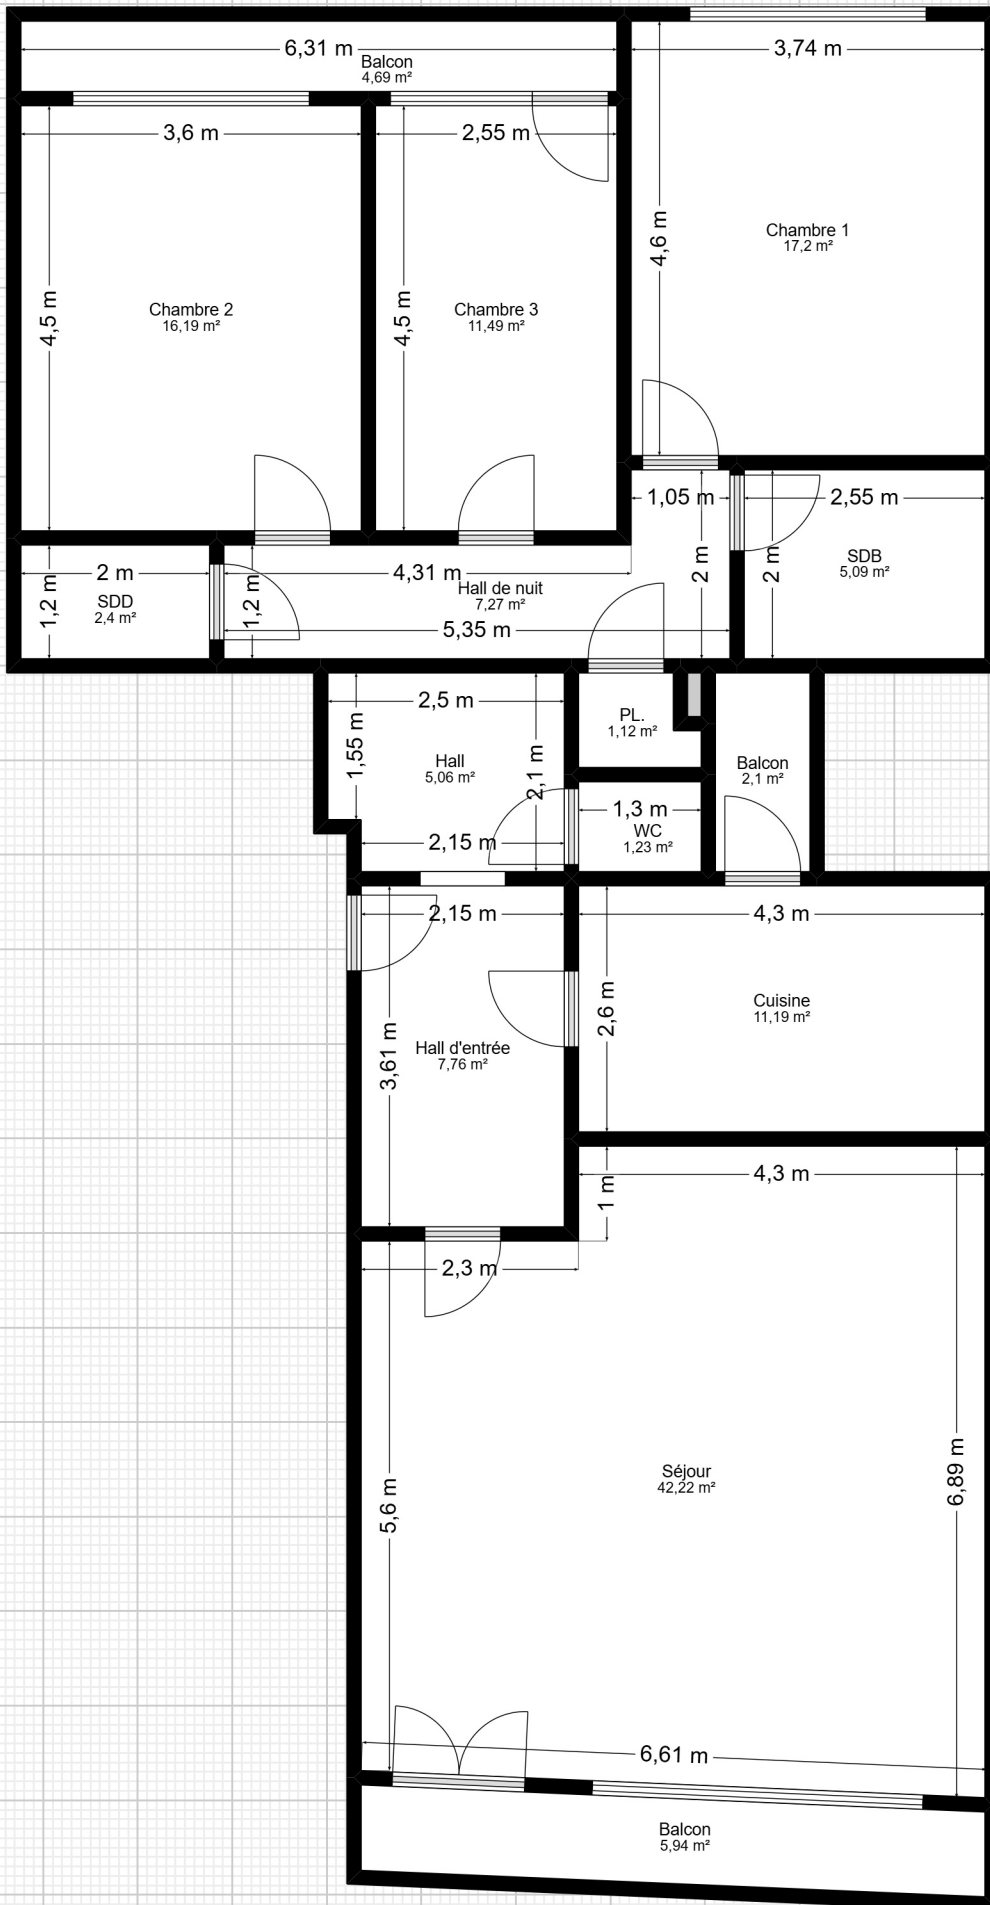 6,31 m
3,74 m
Balcon
4,69 m²
3,6 m
2,55 m
4,6 m
Chambre 1
17,2 m²
4,5 m
Chambre 2
16,19 m²
4,5 m
Chambre 3
11,49 m²
1,05 m
2,55 m
2 m
SDD
2,4 m²
1,2 m
1,2 m
4,31 m
Hall de nuit
7,27 m²
5,35 m
2 m
2 m
SDB
5,09 m²
2,5 m
1,55 m
Hall
5,06 m²
2,1 m
2,15 m
PL.
1,12 m²
1,3 m
WC
1,23 m²
Balcon
2,1 m²
2,15 m
4,3 m
3,61 m
Hall d'entrée
7,76 m²
2,6 m
Cuisine
11,19 m²
4,3 m
1 m
2,3 m
5,6 m
Séjour
42,22 m²
6,89 m
6,61 m
Balcon
5,94 m²